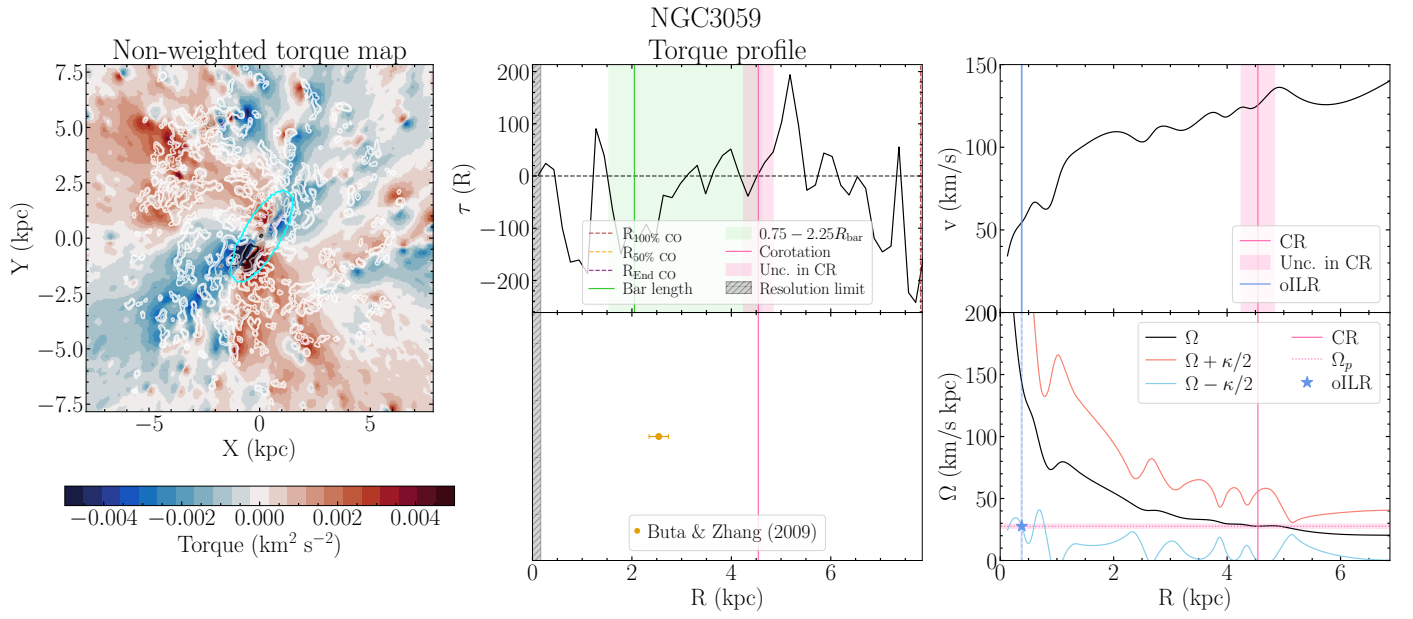 NGC3059
Non-weighted torque map
Torque profile
7.5
5.0
2.5
0.0
−2.5
−5.0
−7.5
Y (kpc)
−5
0
5
X (kpc)
−0.004
−0.002
0.000
0.002
0.004
Torque (km² s⁻²)
200
100
0
−100
−200
τ (R)
R100% CO
R50% CO
REnd CO
Bar length
0.75 − 2.25Rbar
Corotation
Unc. in CR
Resolution limit
Buta & Zhang (2009)
0
2
4
6
R (kpc)
150
100
50
0
v (km/s)
CR
Unc. in CR
oILR
200
150
100
50
0
Ω (km/s kpc)
Ω
Ω + κ/2
Ω − κ/2
CR
Ωp
oILR
0
2
4
6
R (kpc)